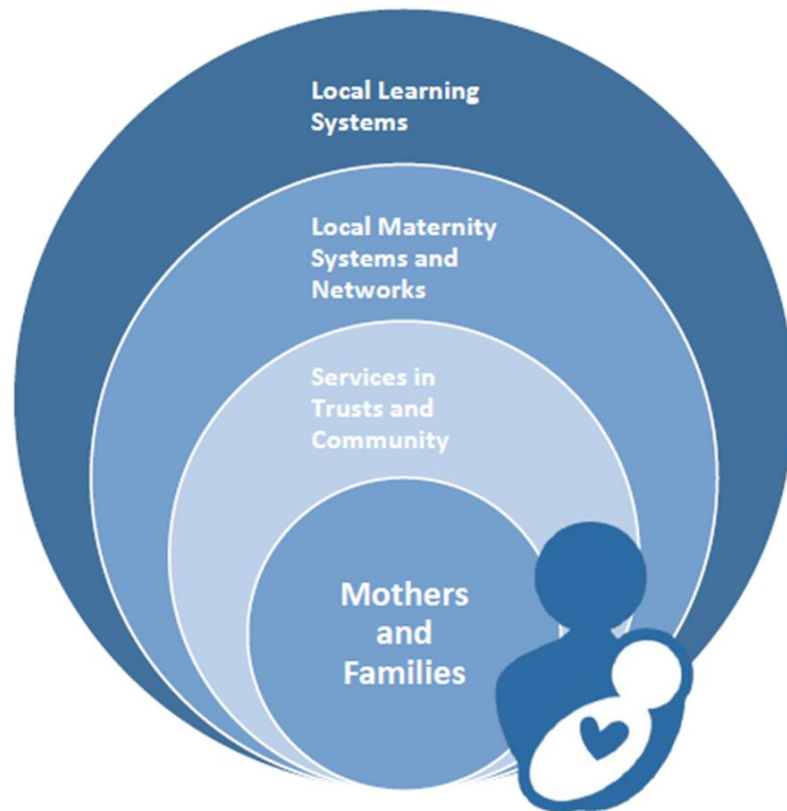 Local Learning
Systems
Local Maternity
Systems and
Networks
Services in
Trusts and
Community
Mothers
and
Families